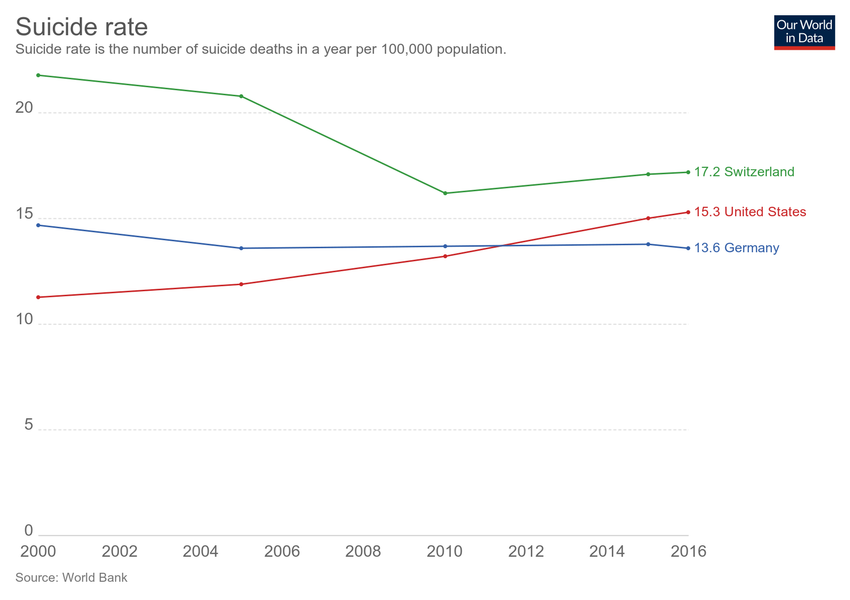 Suicide rate
Suicide rate is the number of suicide deaths in a year per 100,000 population.
Our World
in Data
20
15
10
5
0
17.2 Switzerland
15.3 United States
13.6 Germany
2000 2002 2004 2006 2008 2010 2012 2014 2016
Source: World Bank